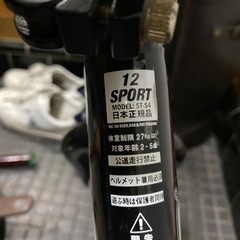 12
SPORT
MODEL: ST-S4
日本正規品
体重制限 27kg
対象年齢 2-5歳
公道走行禁止
ヘルメット着用必
遊ぶ時は保護者同伴
警告